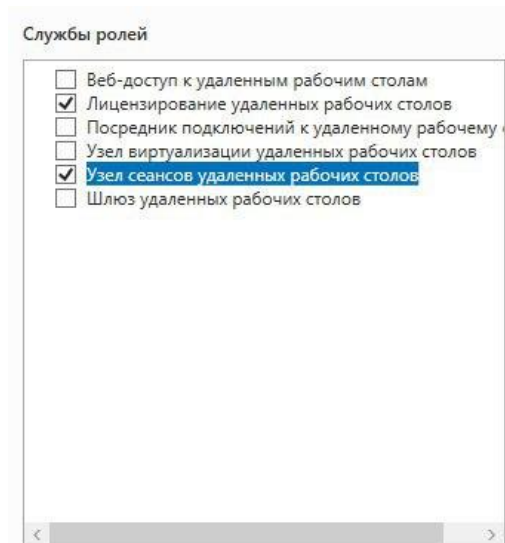 Службы ролей
Веб-доступ к удаленным рабочим столам
Лицензирование удаленных рабочих столов
Посредник подключений к удаленному рабочему
Узел виртуализации удаленных рабочих столов
Узел сеансов удаленных рабочих столов
Шлюз удаленных рабочих столов